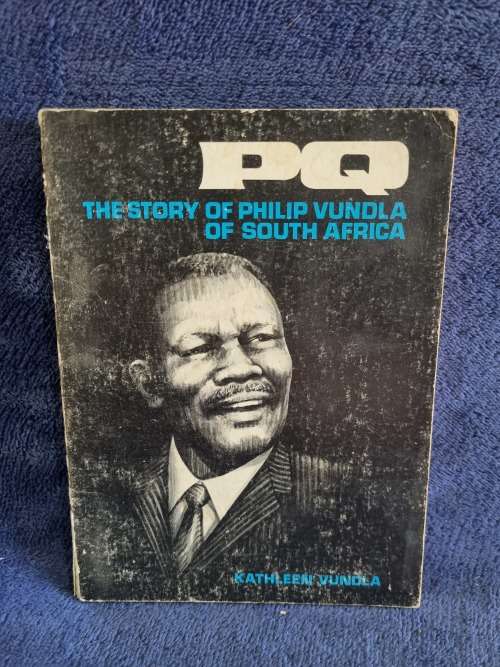 PQ
THE STORY OF PHILIP VUNDLA
OF SOUTH AFRICA
KATHLEEN VUNDLA